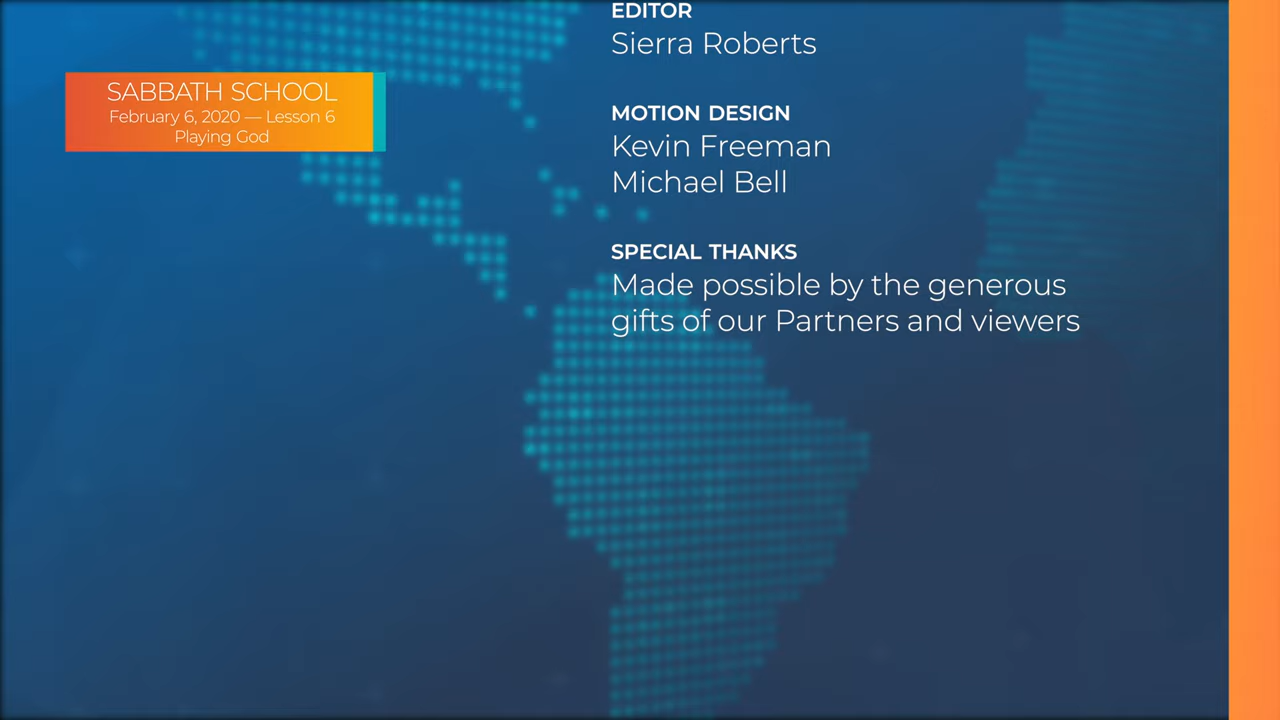 SABBATH SCHOOL
February 6, 2020 — Lesson 6
Playing God
EDITOR
Sierra Roberts
MOTION DESIGN
Kevin Freeman
Michael Bell
SPECIAL THANKS
Made possible by the generous
gifts of our Partners and viewers